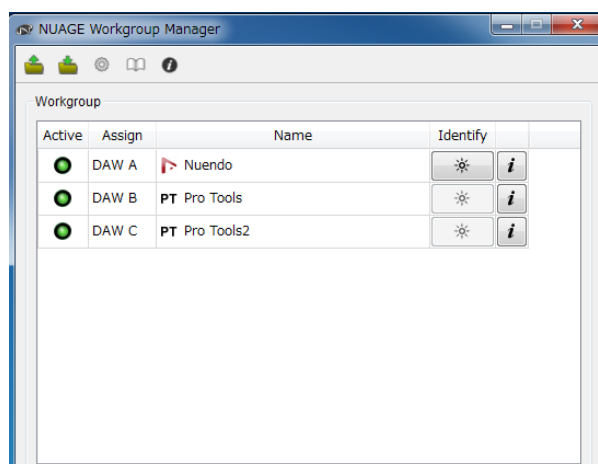 NUAGE Workgroup Manager
Workgroup
Active Assign Name Identify
DAW A Nuendo i
DAW B PT Pro Tools i
DAW C PT Pro Tools2 i